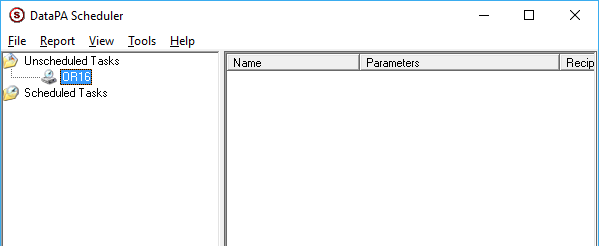 DataPA Scheduler
File Report View Tools Help
Unscheduled Tasks
OR16
Scheduled Tasks
Name Parameters Recip